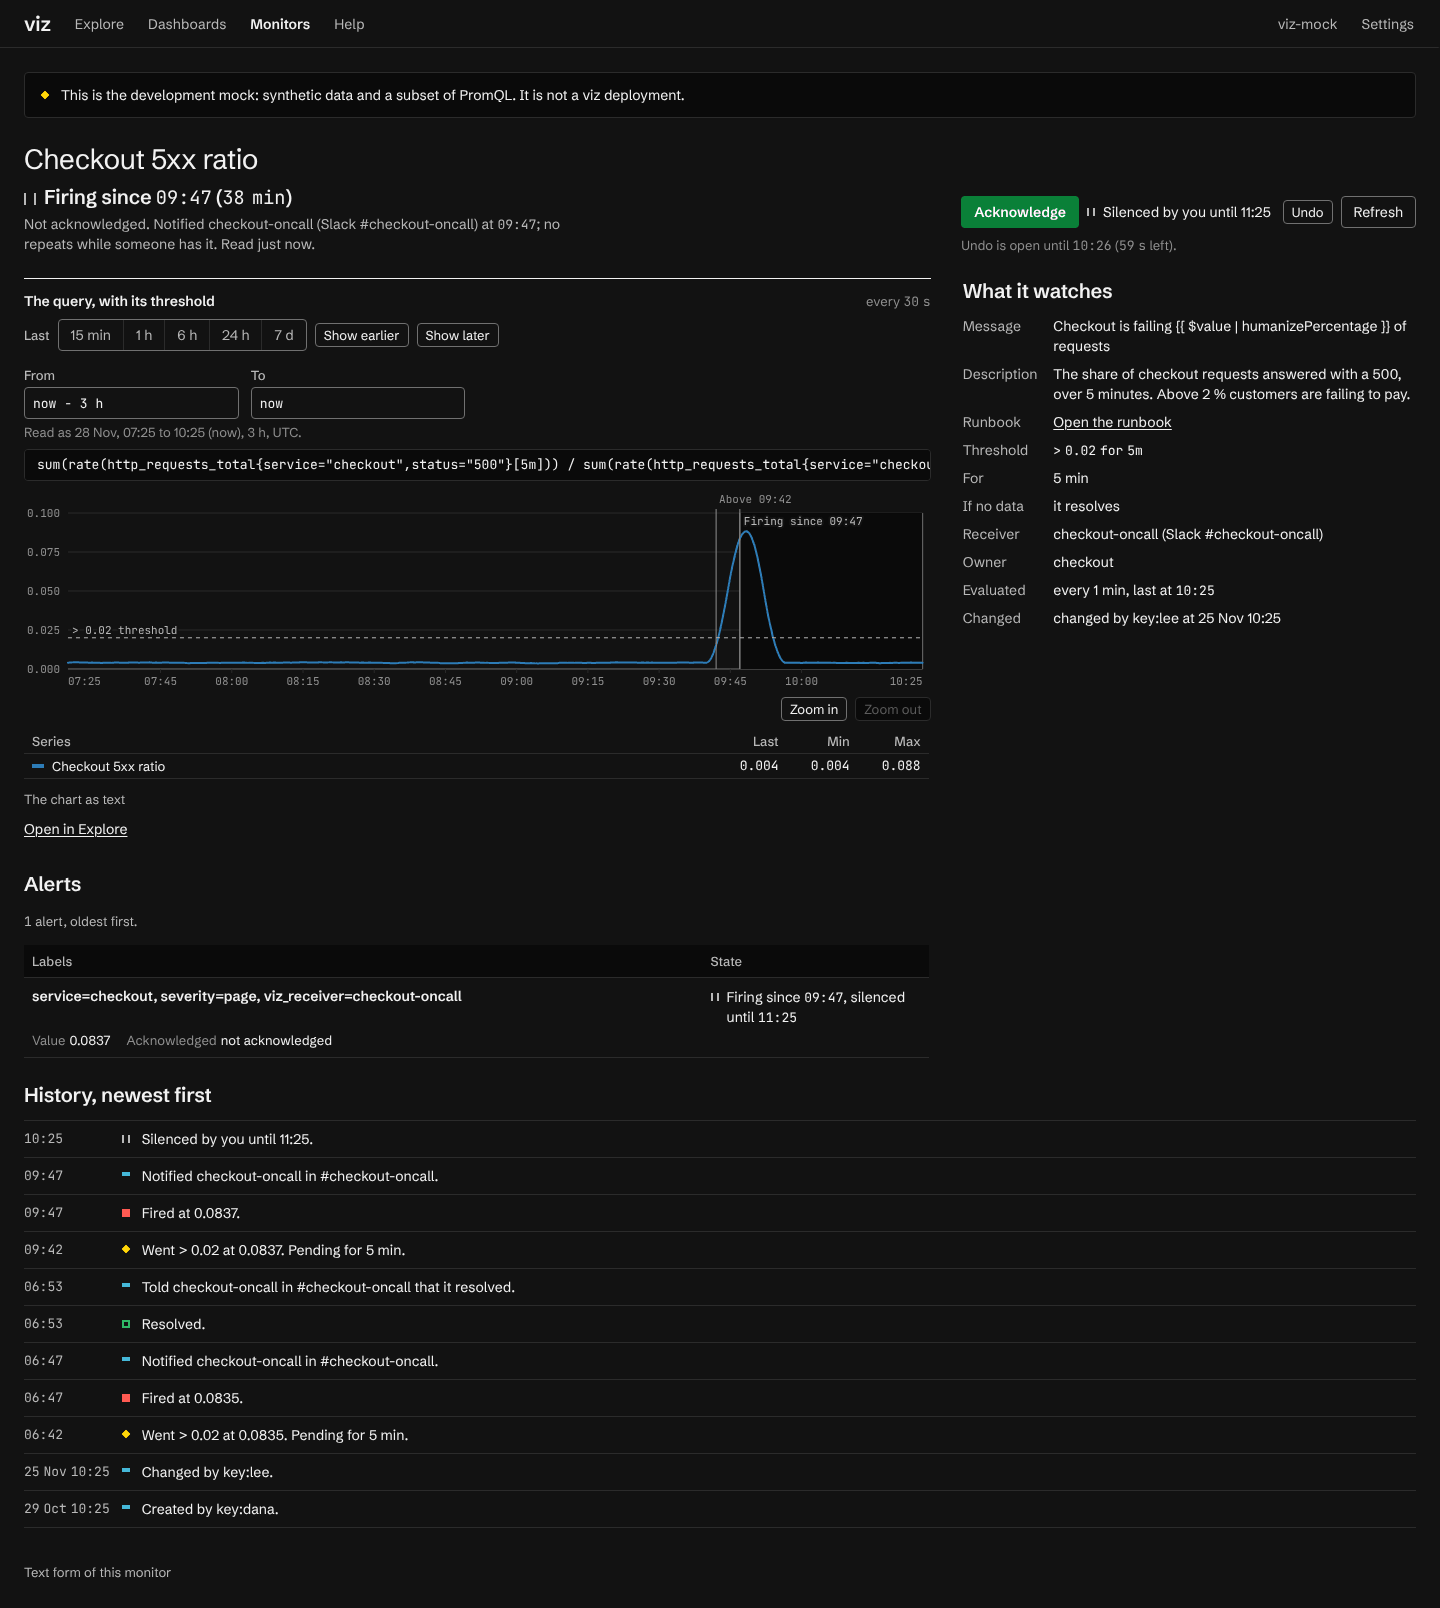 viz Explore Dashboards Monitors Help viz-mock Settings
This is the development mock: synthetic data and a subset of PromQL. It is not a viz deployment.
Checkout 5xx ratio
Firing since 09:47 (38 min)
Not acknowledged. Notified checkout-oncall (Slack #checkout-oncall) at 09:47; no
repeats while someone has it. Read just now.
Acknowledge Silenced by you until 11:25 Undo Refresh
Undo is open until 10:26 (59 s left).
The query, with its threshold every 30 s
Last 15 min 1 h 6 h 24 h 7 d Show earlier Show later
From To
now - 3 h now
Read as 28 Nov, 07:25 to 10:25 (now), 3 h, UTC.
sum(rate(http_requests_total{service="checkout",status="500"}[5m])) / sum(rate(http_requests_total{service="checkou
Above 09:42
Firing since 09:47
0.100
0.075
0.050
0.025 > 0.02 threshold
0.000
07:25 07:45 08:00 08:15 08:30 08:45 09:00 09:15 09:30 09:45 10:00 10:25
Zoom in Zoom out
Series Last Min Max
Checkout 5xx ratio 0.004 0.004 0.088
The chart as text
Open in Explore
What it watches
Message Checkout is failing {{ $value | humanizePercentage }} of
requests
Description The share of checkout requests answered with a 500,
over 5 minutes. Above 2 % customers are failing to pay.
Runbook Open the runbook
Threshold > 0.02 for 5m
For 5 min
If no data it resolves
Receiver checkout-oncall (Slack #checkout-oncall)
Owner checkout
Evaluated every 1 min, last at 10:25
Changed changed by key:lee at 25 Nov 10:25
Alerts
1 alert, oldest first.
Labels State
service=checkout, severity=page, viz_receiver=checkout-oncall Firing since 09:47, silenced
until 11:25
Value 0.0837 Acknowledged not acknowledged
History, newest first
10:25 Silenced by you until 11:25.
09:47 Notified checkout-oncall in #checkout-oncall.
09:47 Fired at 0.0837.
09:42 Went > 0.02 at 0.0837. Pending for 5 min.
06:53 Told checkout-oncall in #checkout-oncall that it resolved.
06:53 Resolved.
06:47 Notified checkout-oncall in #checkout-oncall.
06:47 Fired at 0.0835.
06:42 Went > 0.02 at 0.0835. Pending for 5 min.
25 Nov 10:25 Changed by key:lee.
29 Oct 10:25 Created by key:dana.
Text form of this monitor